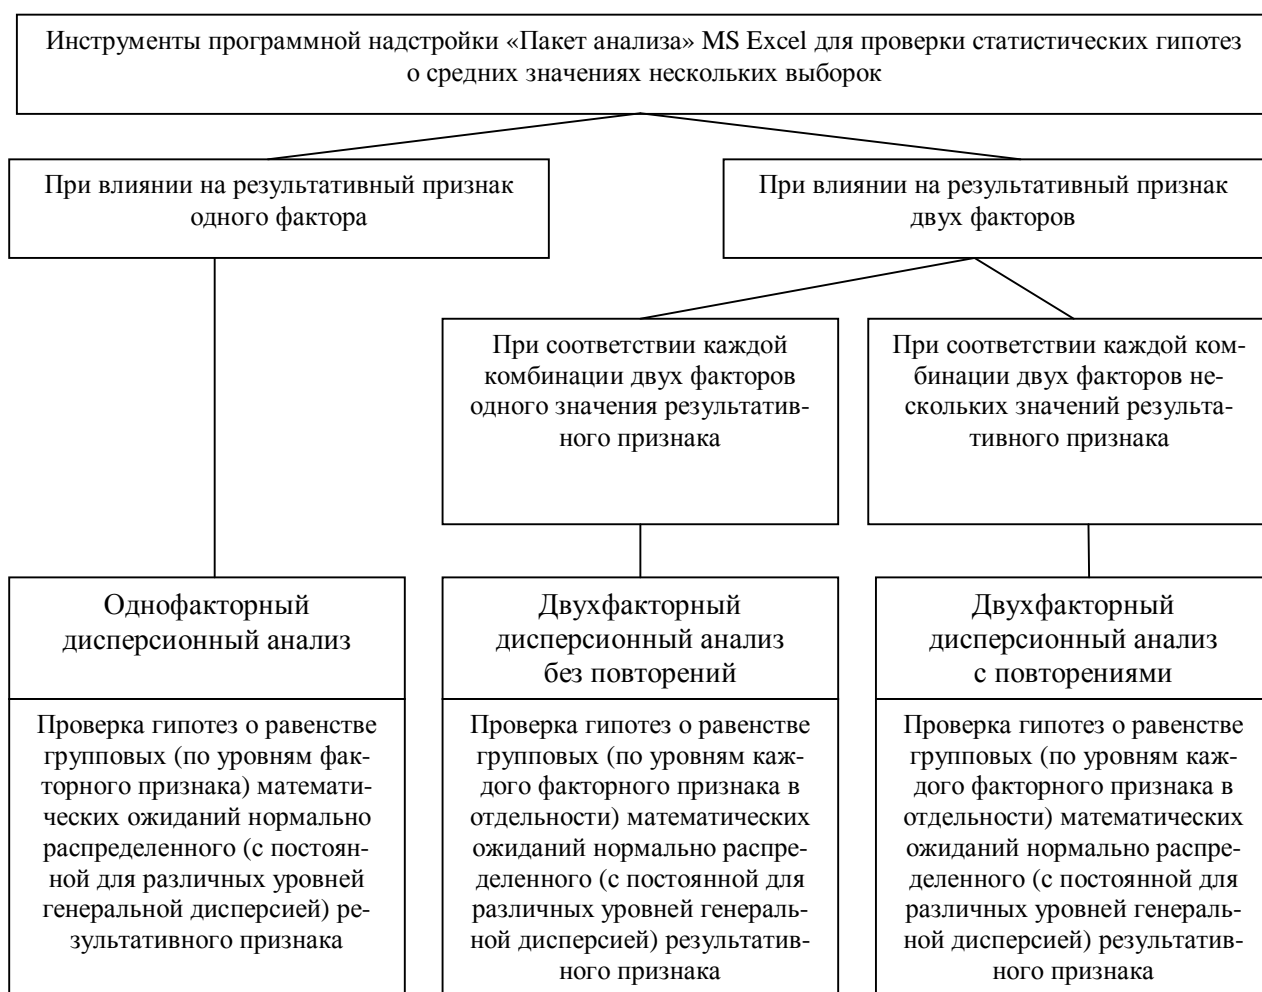 Инструменты программной надстройки «Пакет анализа» MS Excel для проверки статистических гипотез
о средних значениях нескольких выборок
При влиянии на результативный признак
одного фактора
При влиянии на результативный признак
двух факторов
При соответствии каждой
комбинации двух факторов
одного значения результатив-
ного признака
При соответствии каждой ком-
бинации двух факторов не-
скольких значений результа-
тивного признака
Однофакторный
дисперсионный анализ
Двухфакторный
дисперсионный анализ
без повторений
Двухфакторный
дисперсионный анализ
с повторениями
Проверка гипотез о равенстве
групповых (по уровням фак-
торного признака) математи-
ческих ожиданий нормально
распределенного (с постоян-
ной для различных уровней
генеральной дисперсией) ре-
зультативного признака
Проверка гипотез о равенстве
групповых (по уровням каж-
дого факторного признака в
отдельности) математических
ожиданий нормально распре-
деленного (с постоянной для
различных уровней генераль-
ной дисперсией) результатив-
ного признака
Проверка гипотез о равенстве
групповых (по уровням каж-
дого факторного признака в
отдельности) математических
ожиданий нормально распре-
деленного (с постоянной для
различных уровней генераль-
ной дисперсией) результатив-
ного признака